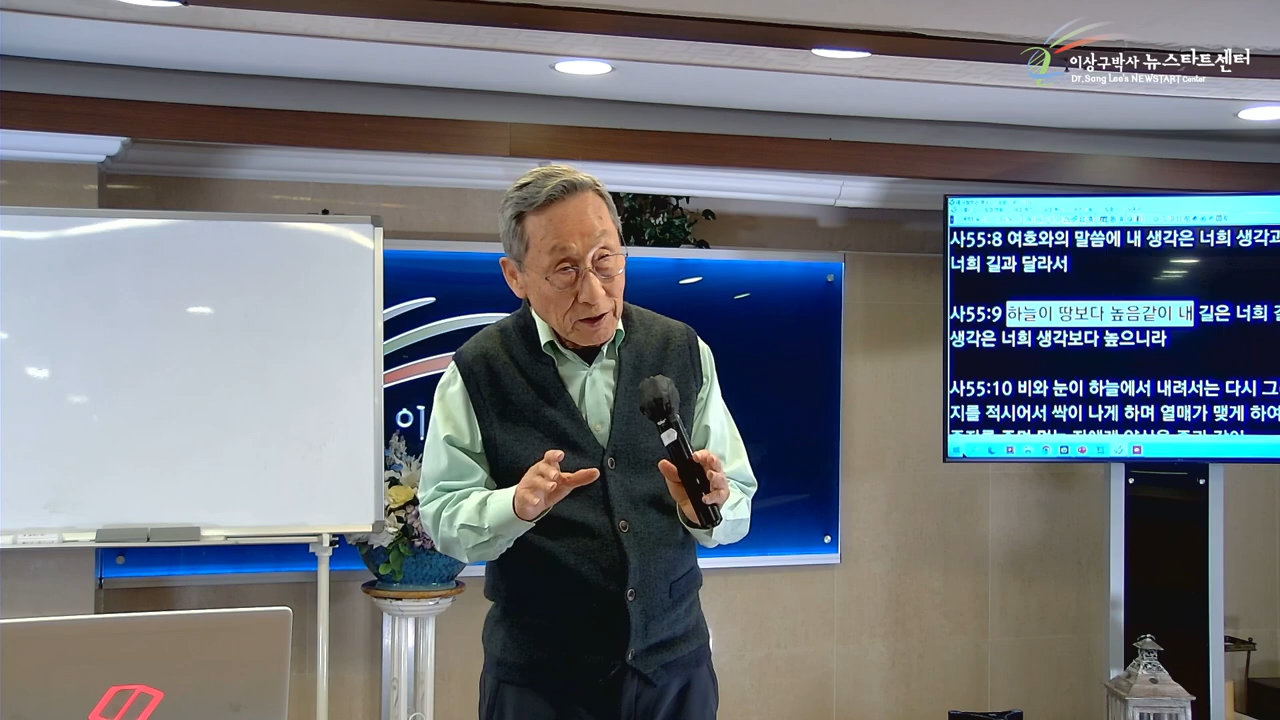 이상구박사 뉴스타트센터
Dr. Sang Lee's NEWSTART Center
사55:8 여호와의 말씀에 내 생각은 너희 생각과
너희 길과 달라서
사55:9 하늘이 땅보다 높음같이 내 길은 너희 길
생각은 너희 생각보다 높으니라
사55:10 비와 눈이 하늘에서 내려서는 다시 그
지를 적시어서 싹이 나게 하며 열매가 맺게 하여
이